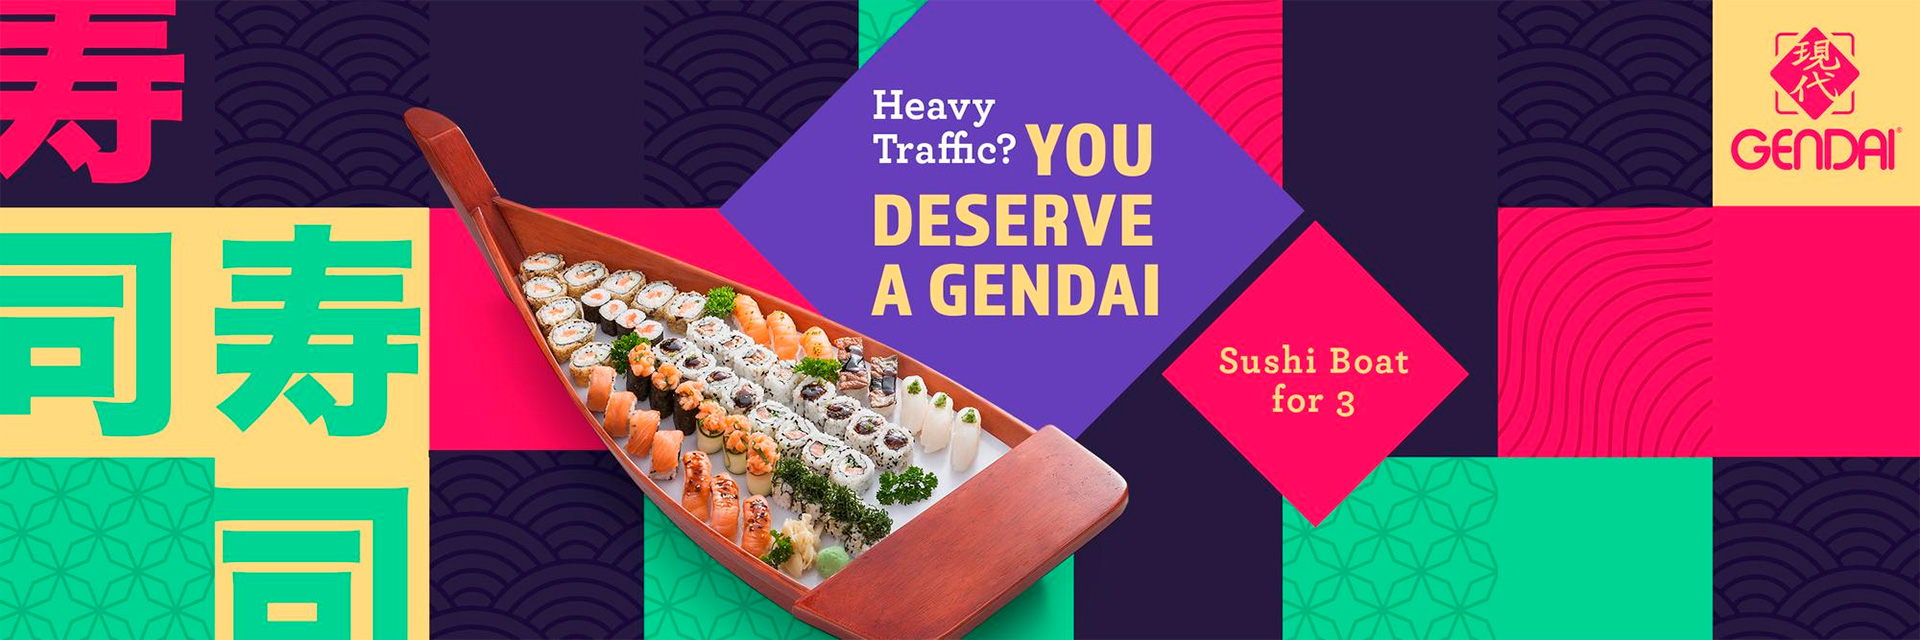 寿
司
寿
司
Heavy
Traffic? YOU
DESERVE
A GENDAI
Sushi Boat
for 3
現
代
GENDAI